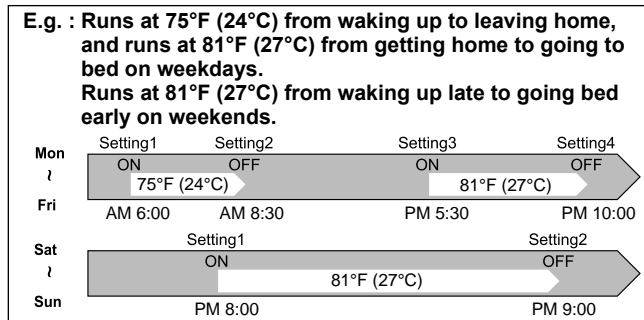 E.g. : Runs at 75°F (24°C) from waking up to leaving home,
and runs at 81°F (27°C) from getting home to going to
bed on weekdays.
Runs at 81°F (27°C) from waking up late to going bed
early on weekends.
Mon
≀
Fri
Setting1 Setting2 Setting3 Setting4
ON OFF ON OFF
75°F (24°C) 81°F (27°C)
AM 6:00 AM 8:30 PM 5:30 PM 10:00
Sat
≀
Sun
Setting1 Setting2
ON OFF
81°F (27°C)
PM 8:00 PM 9:00